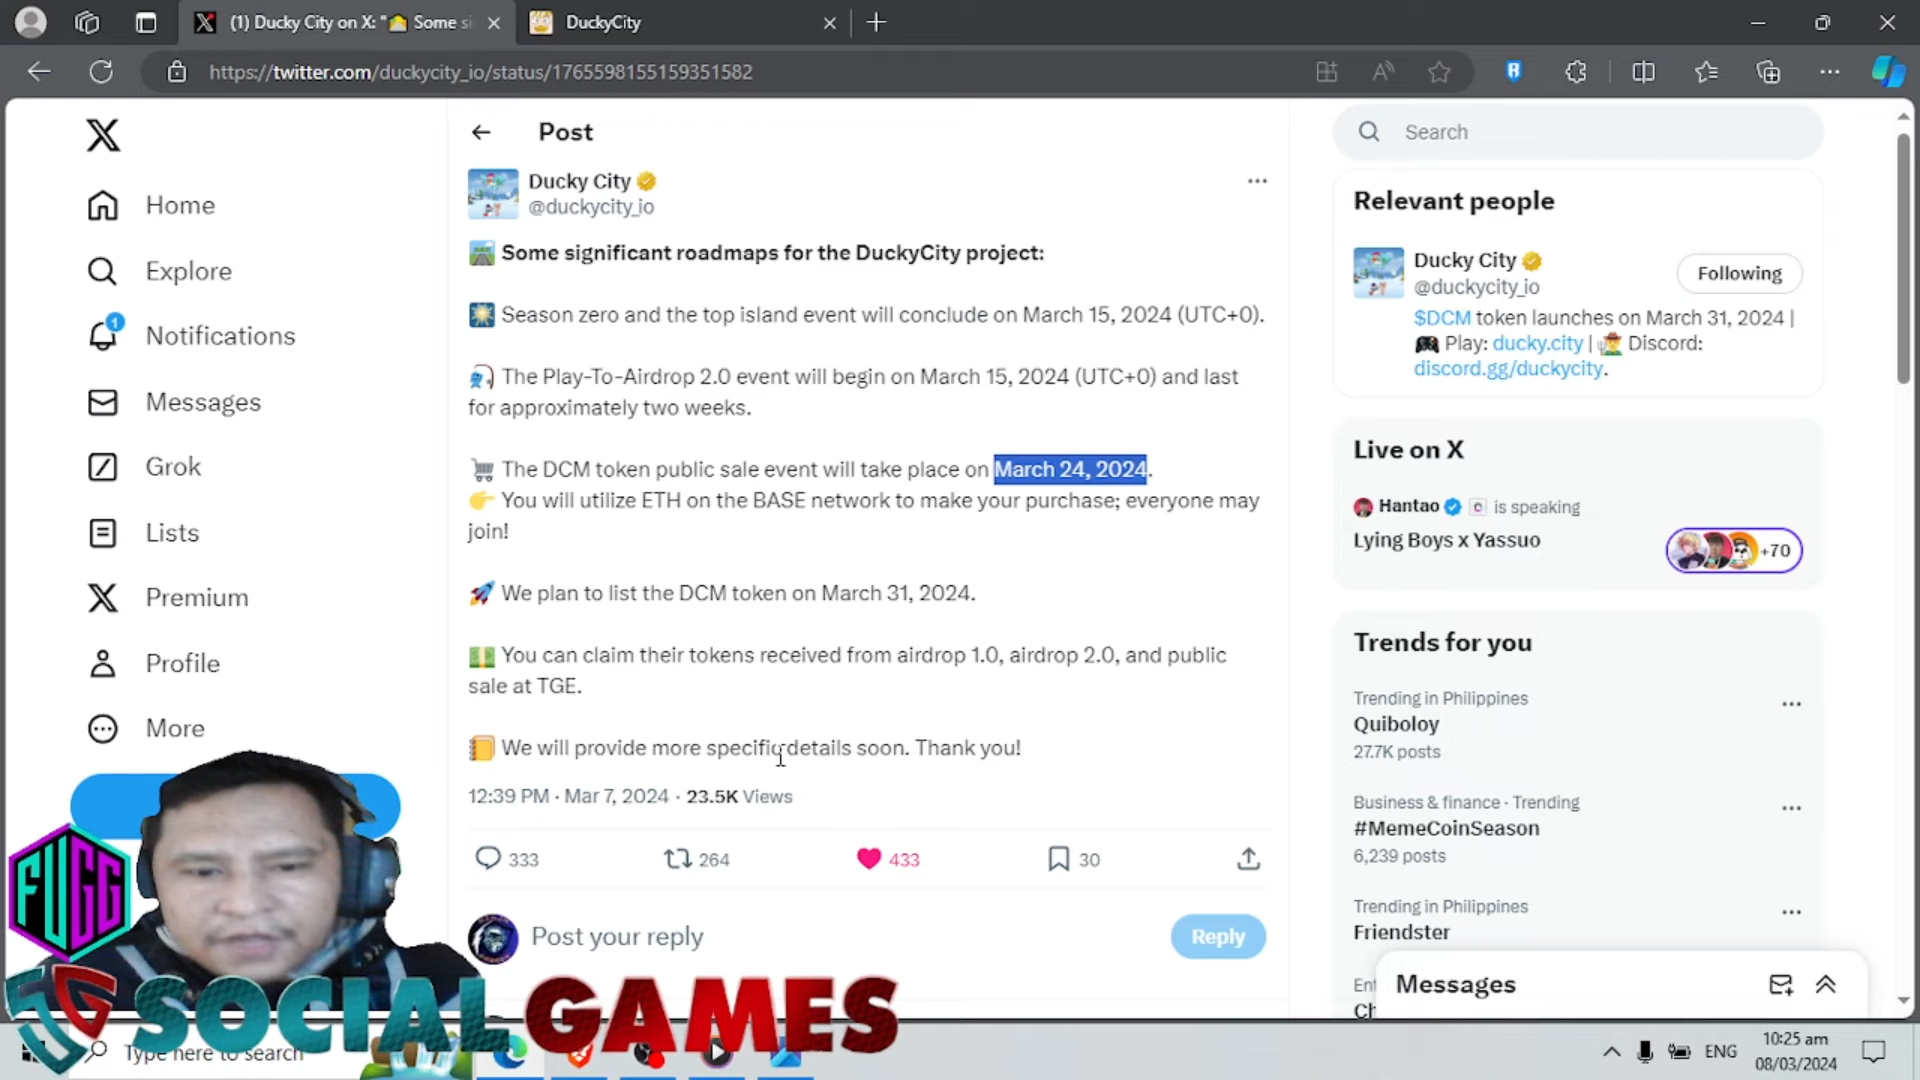 (1) Ducky City on X: "🏠 Some si
DuckyCity
https://twitter.com/duckycity_io/status/1765598155159351582
Home
Explore
1
Notifications
Messages
Grok
Lists
Premium
Profile
More
Post
Ducky City
@duckycity_io
Some significant roadmaps for the DuckyCity project:
Season zero and the top island event will conclude on March 15, 2024 (UTC+0).
The Play-To-Airdrop 2.0 event will begin on March 15, 2024 (UTC+0) and last
for approximately two weeks.
The DCM token public sale event will take place on March 24, 2024.
You will utilize ETH on the BASE network to make your purchase; everyone may
join!
We plan to list the DCM token on March 31, 2024.
You can claim their tokens received from airdrop 1.0, airdrop 2.0, and public
sale at TGE.
We will provide more specific details soon. Thank you!
12:39 PM · Mar 7, 2024 · 23.5K Views
333
264
433
30
Post your reply
Reply
Search
Relevant people
Ducky City
@duckycity_io
Following
$DCM token launches on March 31, 2024 |
Play: ducky.city | Discord:
discord.gg/duckycity.
Live on X
Hantao is speaking
Lying Boys x Yassuo
+70
Trends for you
Trending in Philippines
Quiboloy
27.7K posts
Business & finance · Trending
#MemeCoinSeason
6,239 posts
Trending in Philippines
Friendster
Ent
Ch
Messages
FUGG
SG
SOCIAL GAMES
Type here to search
ENG
10:25 am
08/03/2024